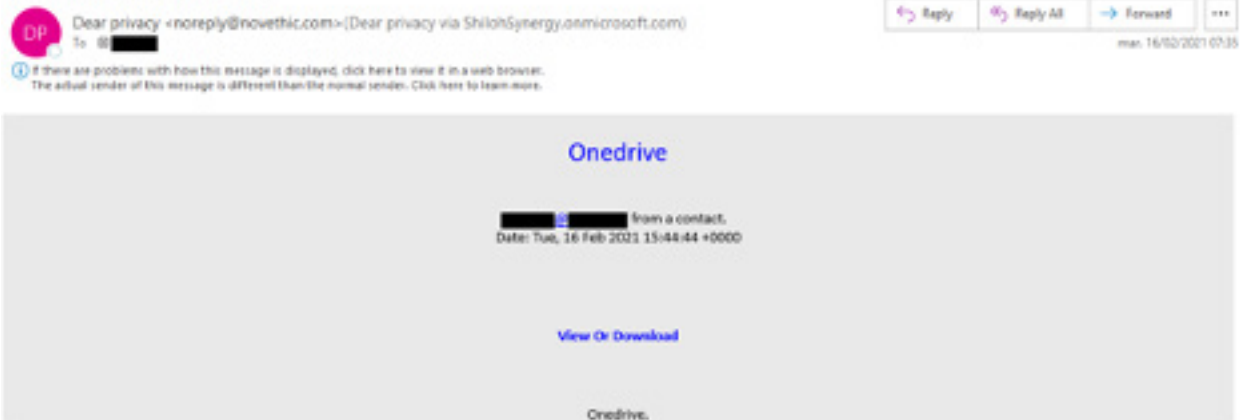 DP
Dear privacy <noreply@novethic.com>(Dear privacy via ShilohSynergy.onmicrosoft.com)
To
Reply
Reply All
Forward
mar. 16/02/2021 07:35
If there are problems with how this message is displayed, click here to view it in a web browser.
The actual sender of this message is different than the normal sender. Click here to learn more.
Onedrive
@ from a contact.
Date: Tue, 16 Feb 2021 15:44:44 +0000
View Or Download
Onedrive.